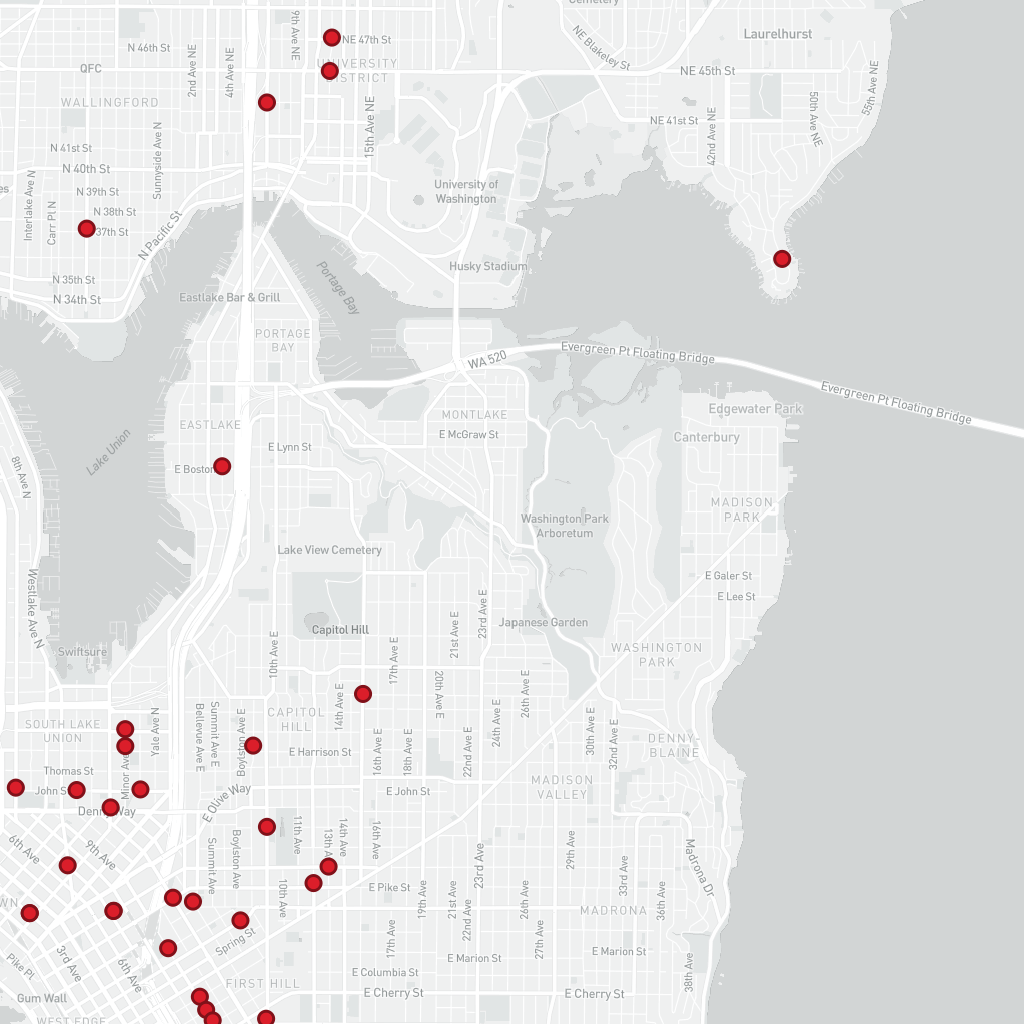 Cemetery
Laurelhurst
N 46th St
9th Ave NE
NE 47th St
NE Blakeley St
QFC
2nd Ave NE
4th Ave NE
UNIVERSITY
DISTRICT
NE 45th St
55th Ave NE
WALLINGFORD
15th Ave NE
50th Ave NE
N 41st St
Sunnyside Ave N
NE 41st St
42nd Ave NE
N 40th St
N 39th St
Interlake Ave N
Carr Pl N
University of
Washington
N 38th St
37th St
N Pacific St
N 35th St
N 34th St
Portage Bay
Husky Stadium
Eastlake Bar & Grill
PORTAGE
BAY
WA 520
Evergreen Pt Floating Bridge
Evergreen Pt Floating Bridge
MONTLAKE
Edgewater Park
EASTLAKE
E McGraw St
Canterbury
Lake Union
E Lynn St
8th Ave N
E Boston
MADISON
PARK
Washington Park
Arboretum
Lake View Cemetery
Westlake Ave N
E Galer St
E Lee St
23rd Ave E
Capitol Hill
Japanese Garden
21st Ave E
10th Ave E
17th Ave E
Swiftsure
WASHINGTON
PARK
20th Ave E
26th Ave E
14th Ave E
24th Ave E
30th Ave E
32nd Ave E
SOUTH LAKE
UNION
Yale Ave N
Summit Ave E
Bellevue Ave E
Boylston Ave E
CAPITOL
HILL
16th Ave E
18th Ave E
22nd Ave E
DENNY-
BLAINE
E Harrison St
Thomas St
Minor Ave
John S
E John St
MADISON
VALLEY
Denny Way
E Olive Way
6th Ave
9th Ave
Summit Ave
Boylston Ave
11th Ave
13th A
14th Ave
16th Ave
29th Ave
23rd Ave
Madrona Dr
33rd Ave
10th Ave
E Pike St
19th Ave
21st Ave
26th Ave
36th Ave
WN
MADRONA
22nd Ave
Spring St
17th Ave
27th Ave
E Marion St
E Marion St
Pike Pl
3rd Ave
6th Ave
E Columbia St
38th Ave
FIRST HILL
E Cherry St
E Cherry St
Gum Wall
WEST EDGE